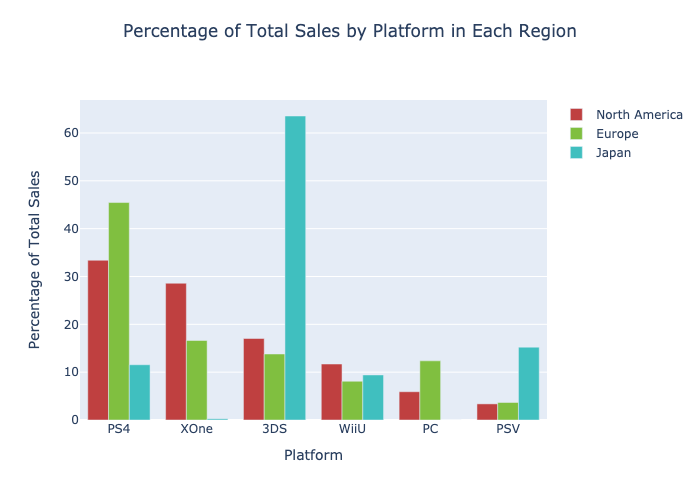 Percentage of Total Sales by Platform in Each Region
North America
Europe
Japan
Percentage of Total Sales
60
50
40
30
20
10
0
PS4 XOne 3DS WiiU PC PSV
Platform